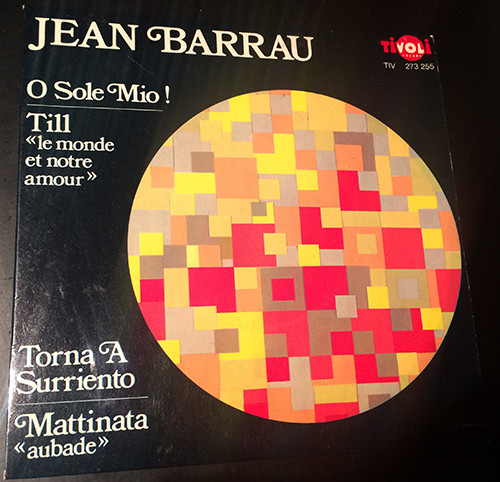 JEAN BARRAU
TIVOLI
TIV 273 255
O Sole Mio !
Till
«le monde
et notre
amour»
Torna A
Surriento
Mattinata
«aubade»